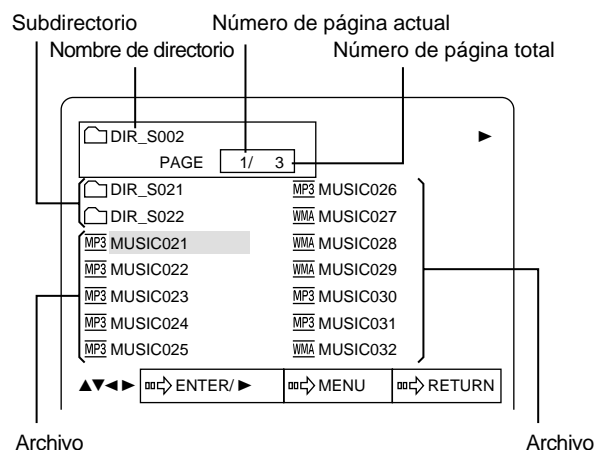 Subdirectorio
Número de página actual
Nombre de directorio
Número de página total
DIR_S002
►
PAGE 1/ 3
DIR_S021
DIR_S022
MP3 MUSIC021
MP3 MUSIC022
MP3 MUSIC023
MP3 MUSIC024
MP3 MUSIC025
MP3 MUSIC026
WMA MUSIC027
WMA MUSIC028
WMA MUSIC029
MP3 MUSIC030
MP3 MUSIC031
WMA MUSIC032
▲▼◄► ENTER/► MENU RETURN
Archivo
Archivo